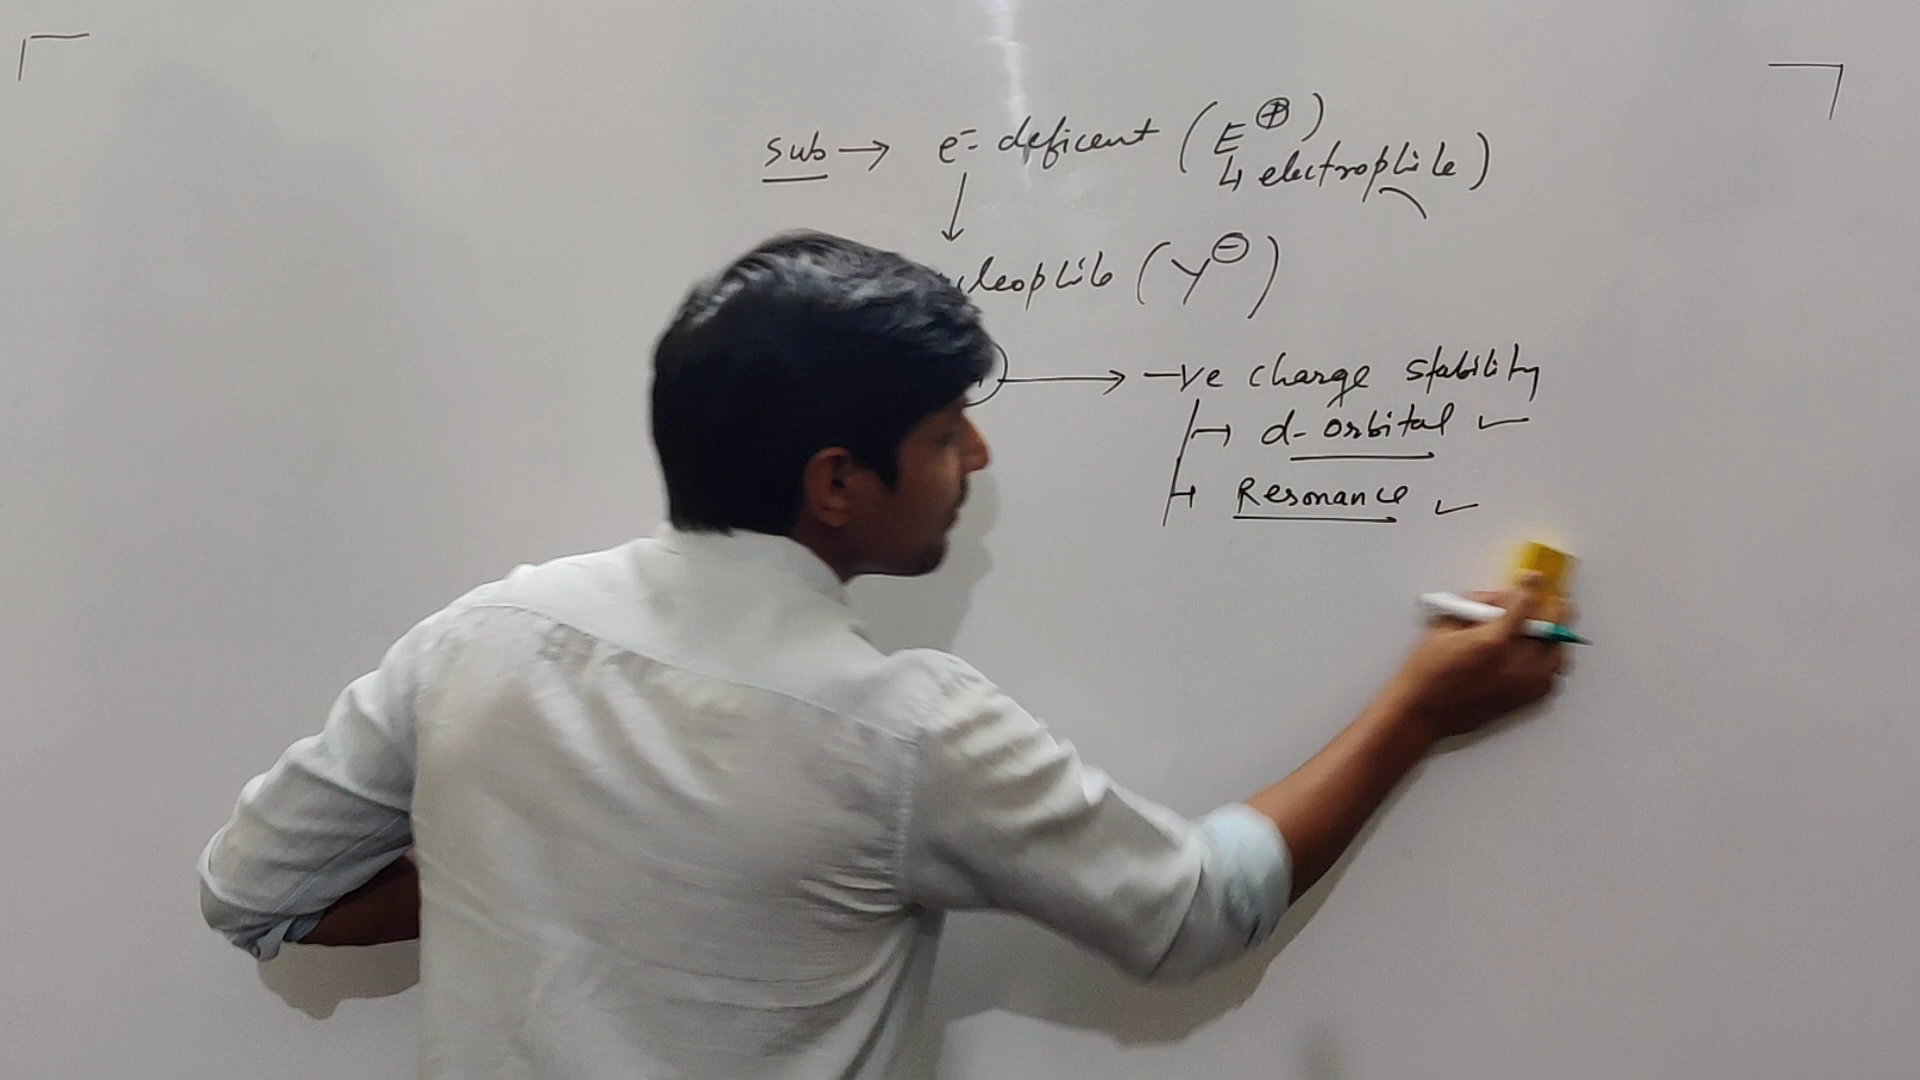 sub → e⁻ deficent (E⊕
↳ electrophile)
↓
cleophile (Y⊖)
→ -ve charge stability
→ d-orbital ✓
→ Resonance ✓